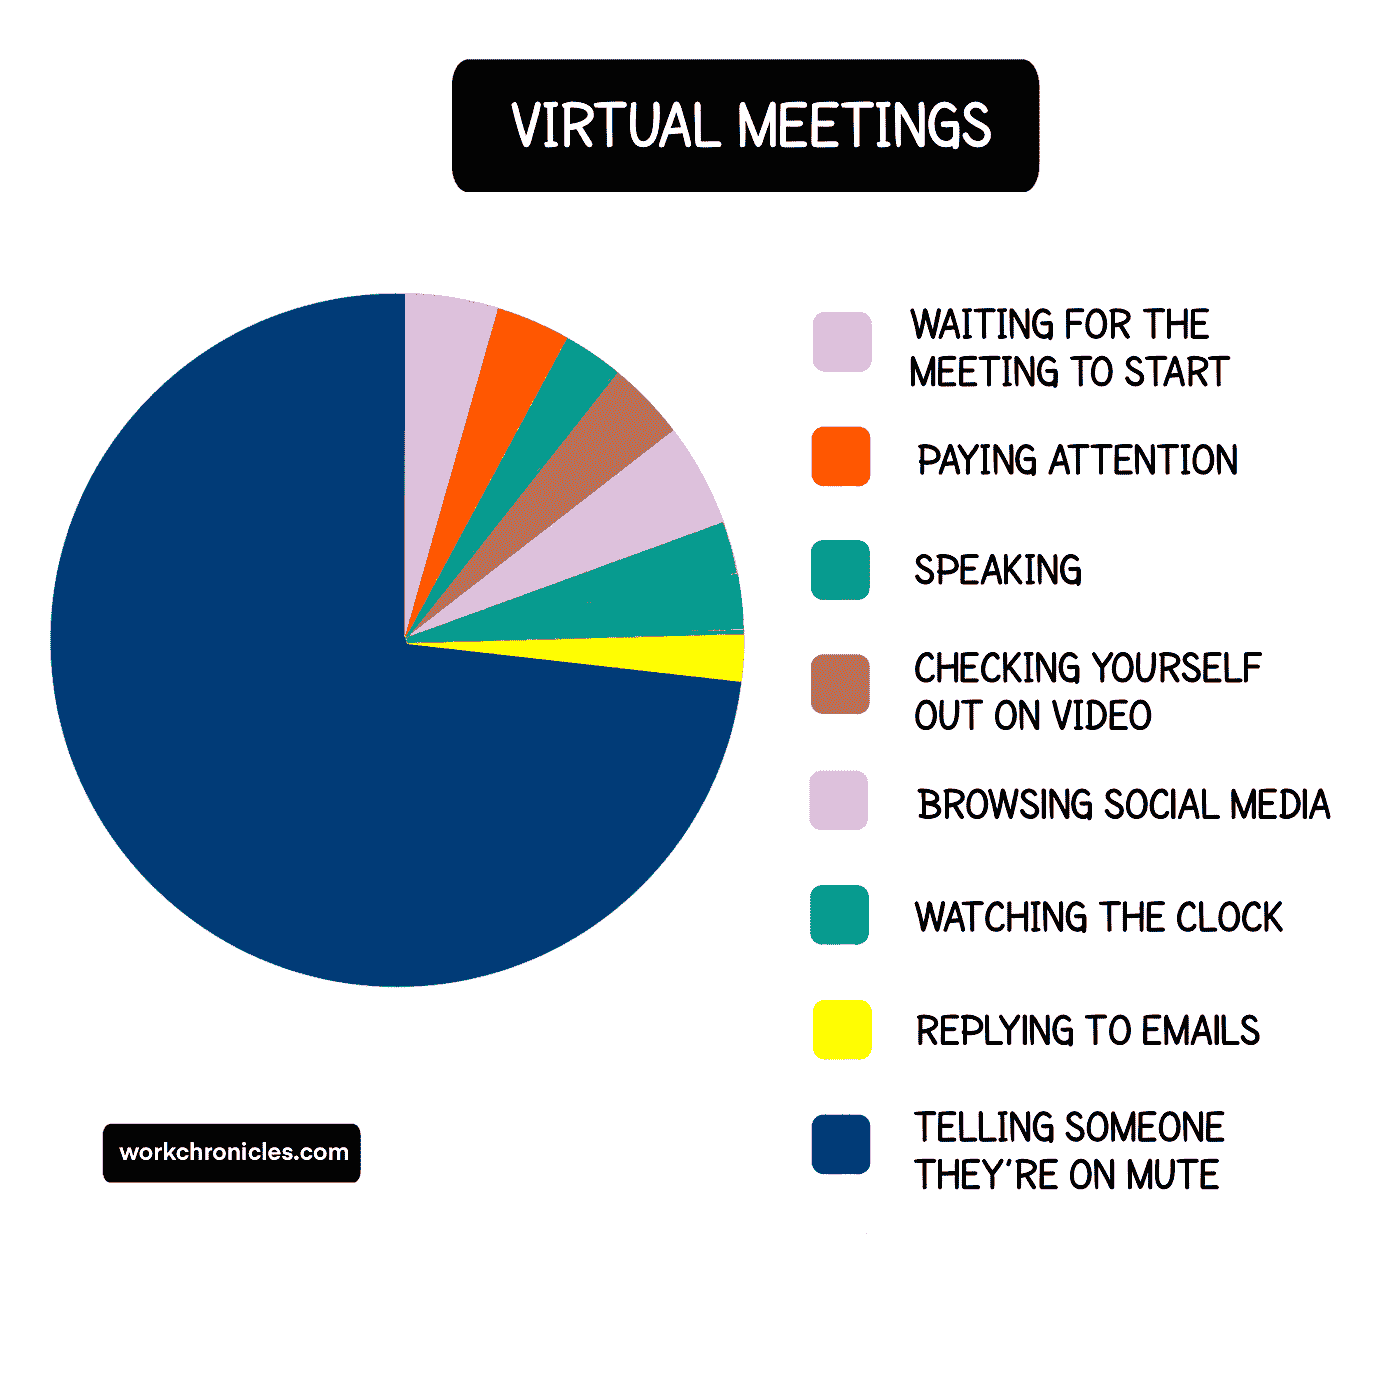 VIRTUAL MEETINGS
WAITING FOR THE
MEETING TO START
PAYING ATTENTION
SPEAKING
CHECKING YOURSELF
OUT ON VIDEO
BROWSING SOCIAL MEDIA
WATCHING THE CLOCK
REPLYING TO EMAILS
TELLING SOMEONE
THEY'RE ON MUTE
workchronicles.com